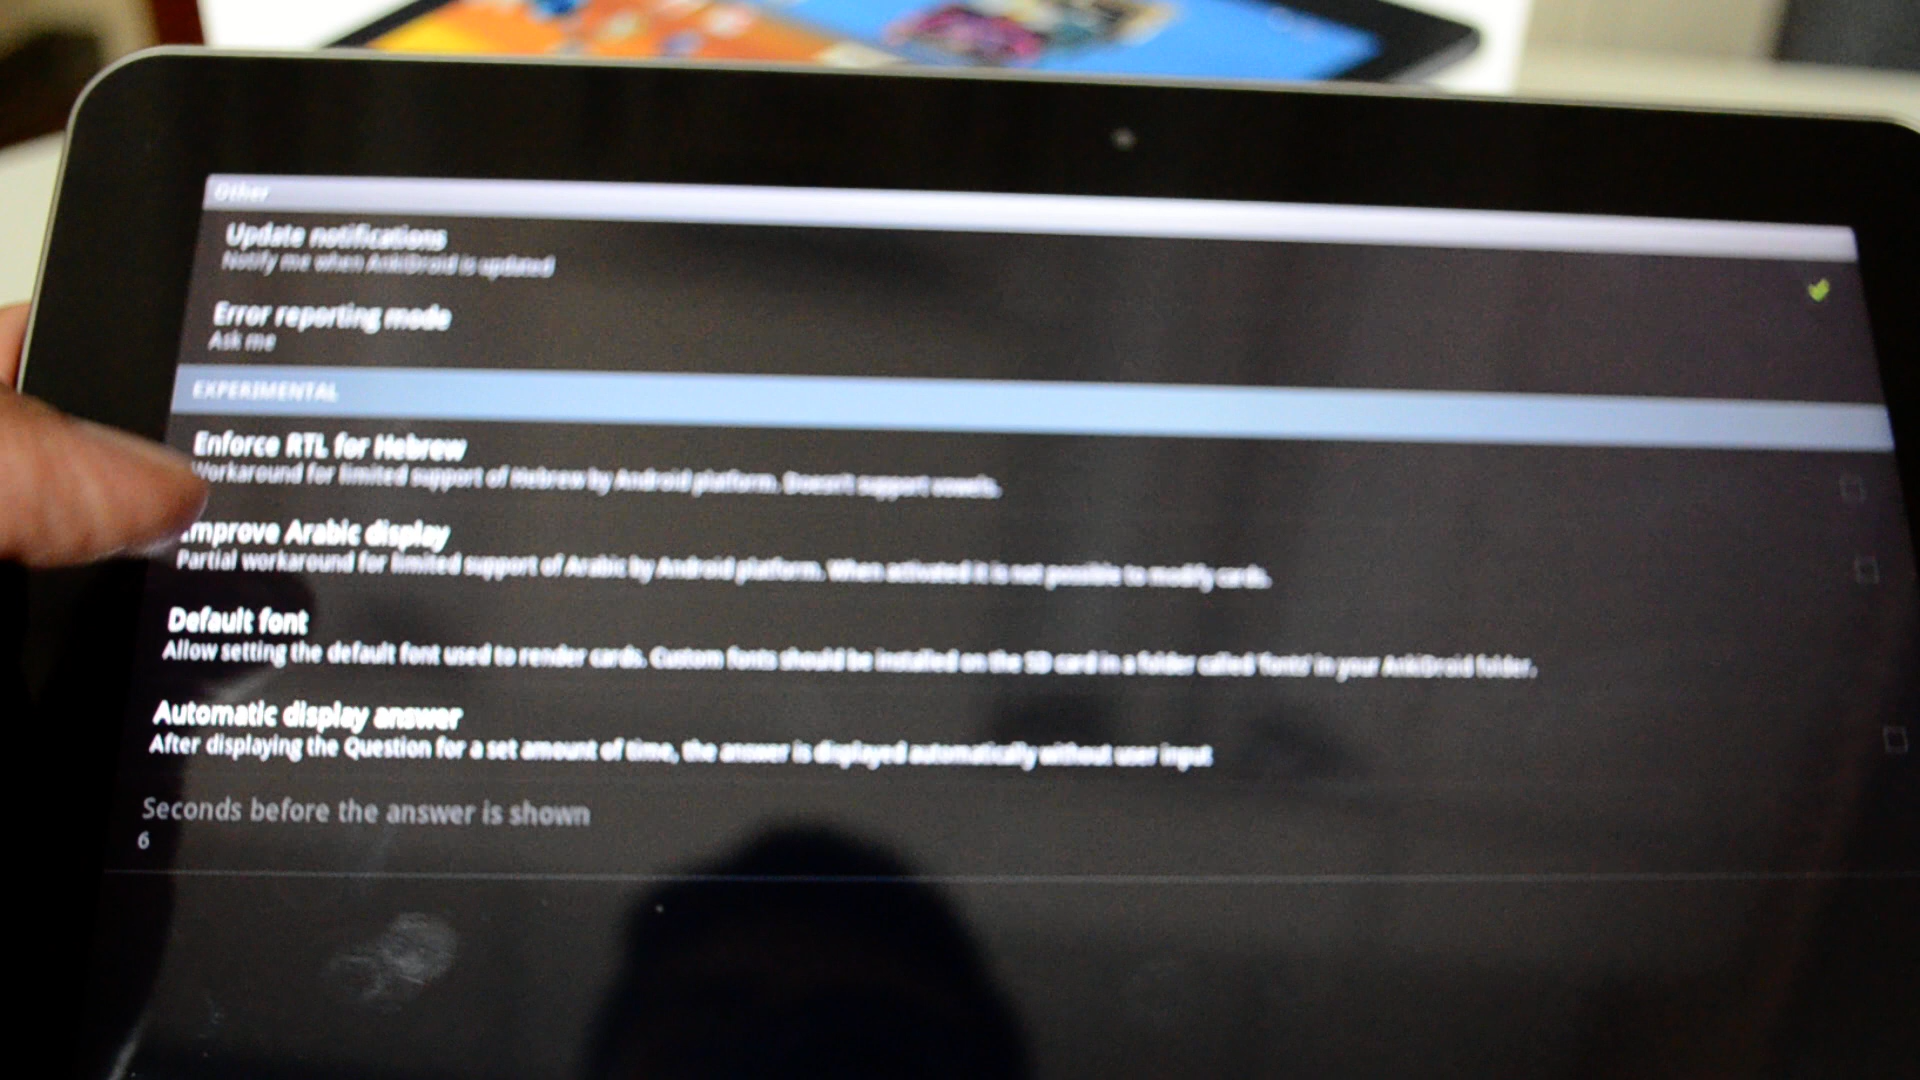 Other
Update notifications
Notify me when AnkiDroid is updated
Error reporting mode
Ask me
EXPERIMENTAL
Enforce RTL for Hebrew
Workaround for limited support of Hebrew by Android platform. Doesn't support vowels.
Improve Arabic display
Partial workaround for limited support of Arabic by Android platform. When activated it is not possible to modify cards.
Default font
Allow setting the default font used to render cards. Custom fonts should be installed on the SD card in a folder called 'fonts' in your AnkiDroid folder.
Automatic display answer
After displaying the Question for a set amount of time, the answer is displayed automatically without user input
Seconds before the answer is shown
6